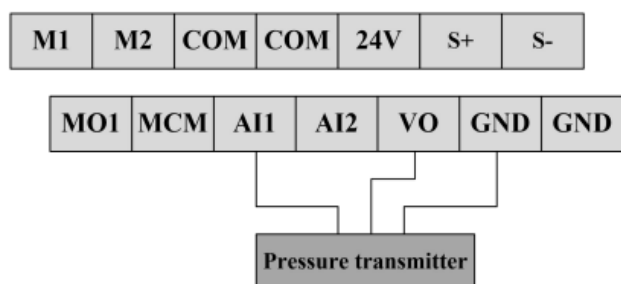 M1 M2 COM COM 24V S+ S-
MO1 MCM AI1 AI2 VO GND GND
Pressure transmitter